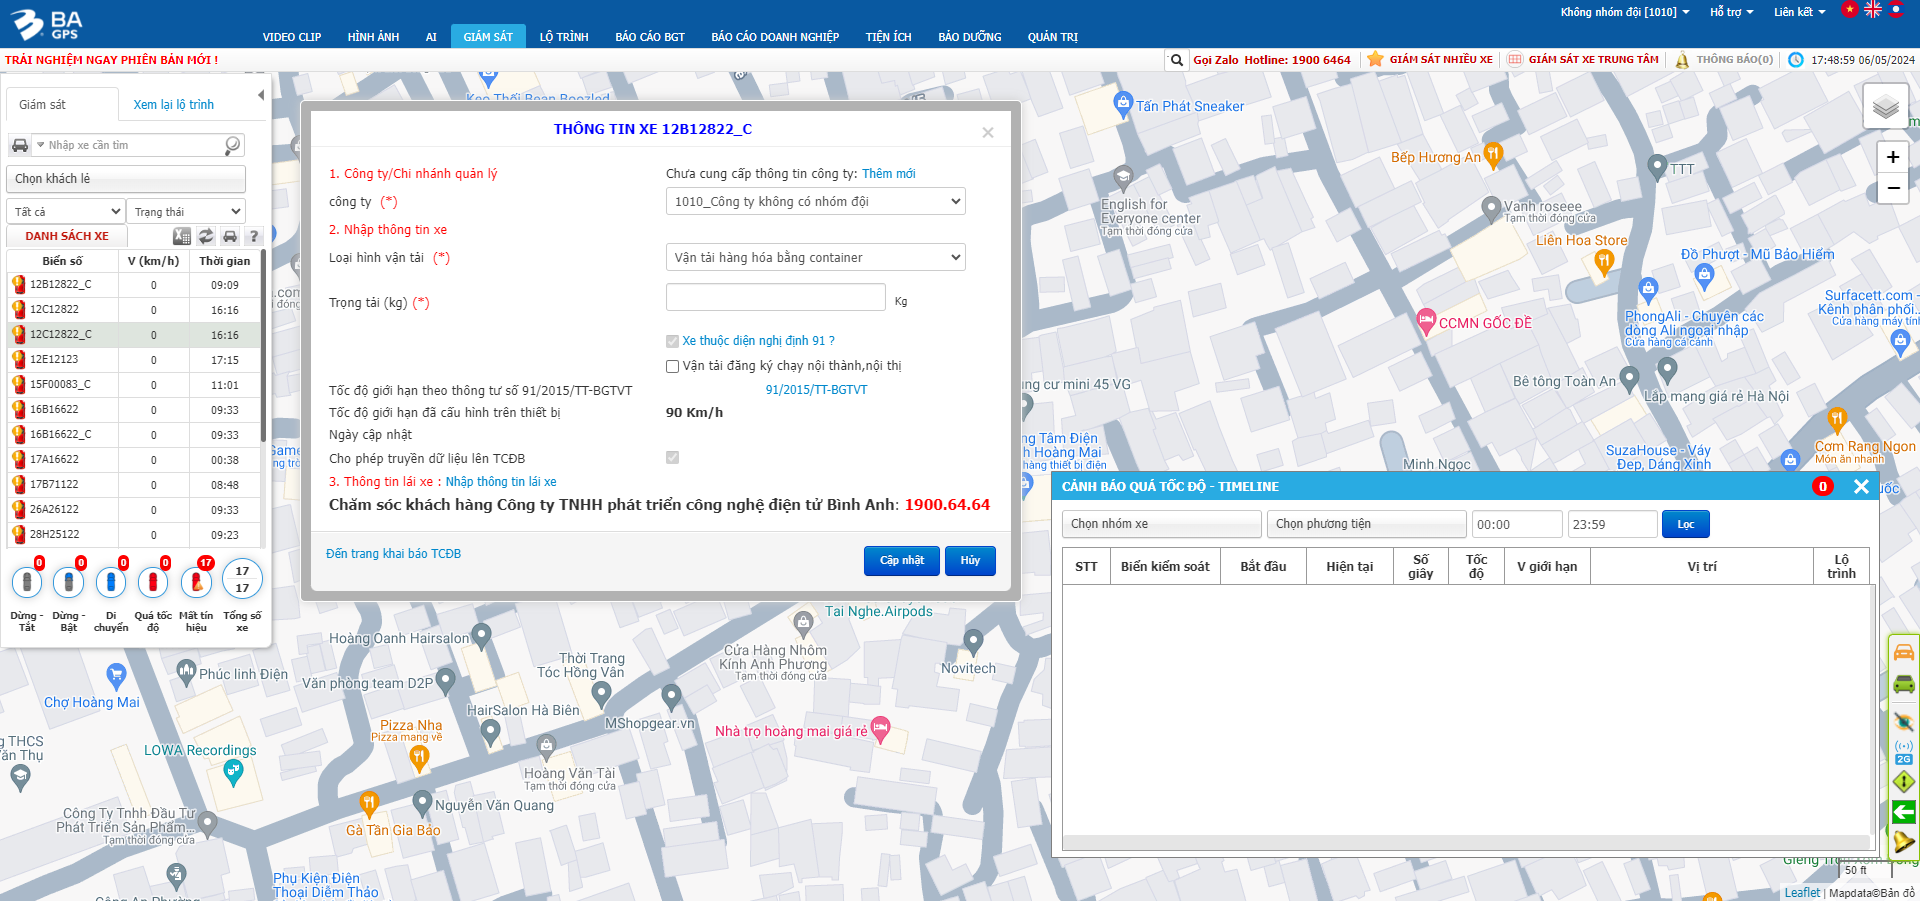 BA GPS
Không nhóm đội [1010]
Hỗ trợ
Liên kết
VIDEO CLIP
HÌNH ẢNH
AI
GIÁM SÁT
LỘ TRÌNH
BÁO CÁO BGT
BÁO CÁO DOANH NGHIỆP
TIỆN ÍCH
BẢO DƯỠNG
QUẢN TRỊ
TRẢI NGHIỆM NGAY PHIÊN BẢN MỚI !
Gọi Zalo Hotline: 1900 6464
GIÁM SÁT NHIỀU XE
GIÁM SÁT XE TRUNG TÂM
THÔNG BÁO(0)
17:48:59 06/05/2024
Giám sát
Xem lại lộ trình
Nhập xe cần tìm
Chọn khách lẻ
Tất cả
Trạng thái
DANH SÁCH XE
?
Biển số V (km/h) Thời gian
12B12822_C 0 09:09
12C12822 0 16:16
12C12822_C 0 16:16
12E12123 0 17:15
15F00083_C 0 11:01
16B16622 0 09:33
16B16622_C 0 09:33
17A16622 0 00:38
17B71122 0 08:48
26A26122 0 09:33
28H25122 0 09:23
0 0 0 0 17
17
17
Dừng - Tắt
Dừng - Bật
Di chuyển
Quá tốc độ
Mất tín hiệu
Tổng số xe
THÔNG TIN XE 12B12822_C
×
1. Công ty/Chi nhánh quản lý
Chưa cung cấp thông tin công ty: Thêm mới
công ty (*)
1010_Công ty không có nhóm đội
2. Nhập thông tin xe
Loại hình vận tải (*)
Vận tải hàng hóa bằng container
Trọng tải (kg) (*)
Kg
Xe thuộc diện nghị định 91 ?
Vận tải đăng ký chạy nội thành,nội thị
Tốc độ giới hạn theo thông tư số 91/2015/TT-BGTVT
91/2015/TT-BGTVT
Tốc độ giới hạn đã cấu hình trên thiết bị
90 Km/h
Ngày cập nhật
Cho phép truyền dữ liệu lên TCĐB
3. Thông tin lái xe : Nhập thông tin lái xe
Chăm sóc khách hàng Công ty TNHH phát triển công nghệ điện tử Bình Anh: 1900.64.64
Đến trang khai báo TCĐB
Cập nhật
Hủy
Tấn Phát Sneaker
Bếp Hương An
TTT
English for
Everyone center
Tạm thời đóng cửa
Vanh roseee
Tạm thời đóng cửa
Liên Hoa Store
Đồ Phượt - Mũ Bảo Hiểm
PhongAli - Chuyên các
dòng Ali ngoại nhập
Cửa hàng cá cảnh
Surfacett.com -
Kênh phân phối..
Cửa hàng máy tính
CCMN GỐC ĐỀ
ung cư mini 45 VG
Bê tông Toàn An
Lắp mạng giá rẻ Hà Nội
SuzaHouse - Váy
Đẹp, Dáng Xinh
Cơm Rang Ngon
Món ăn nhanh
Minh Ngọc
+
−
CẢNH BÁO QUÁ TỐC ĐỘ - TIMELINE
0
Chọn nhóm xe
Chọn phương tiện
00:00
23:59
Lọc
STT
Biển kiểm soát
Bắt đầu
Hiện tại
Số giây
Tốc độ
V giới hạn
Vị trí
Lộ trình
Tai Nghe.Airpods
Hoàng Oanh Hairsalon
Thời Trang
Tóc Hồng Vân
Cửa Hàng Nhôm
Kính Anh Phương
Tạm thời đóng cửa
Novitech
Phúc linh Điện
Văn phòng team D2P
Chợ Hoàng Mai
HairSalon Hà Biên
MShopgear.vn
Nhà trọ hoàng mai giá rẻ
Pizza Nha
Pizza mang về
LOWA Recordings
Hoàng Văn Tài
Tạm thời đóng cửa
Nguyễn Văn Quang
Gà Tần Gia Bảo
Công Ty Tnhh Đầu Tư
Phát Triển Sản Phẩm...
Tạm thời đóng cửa
Phụ Kiện Điện
Thoại Diễm Thảo
2G
50 ft
Leaflet | Mapdata©Bản đồ